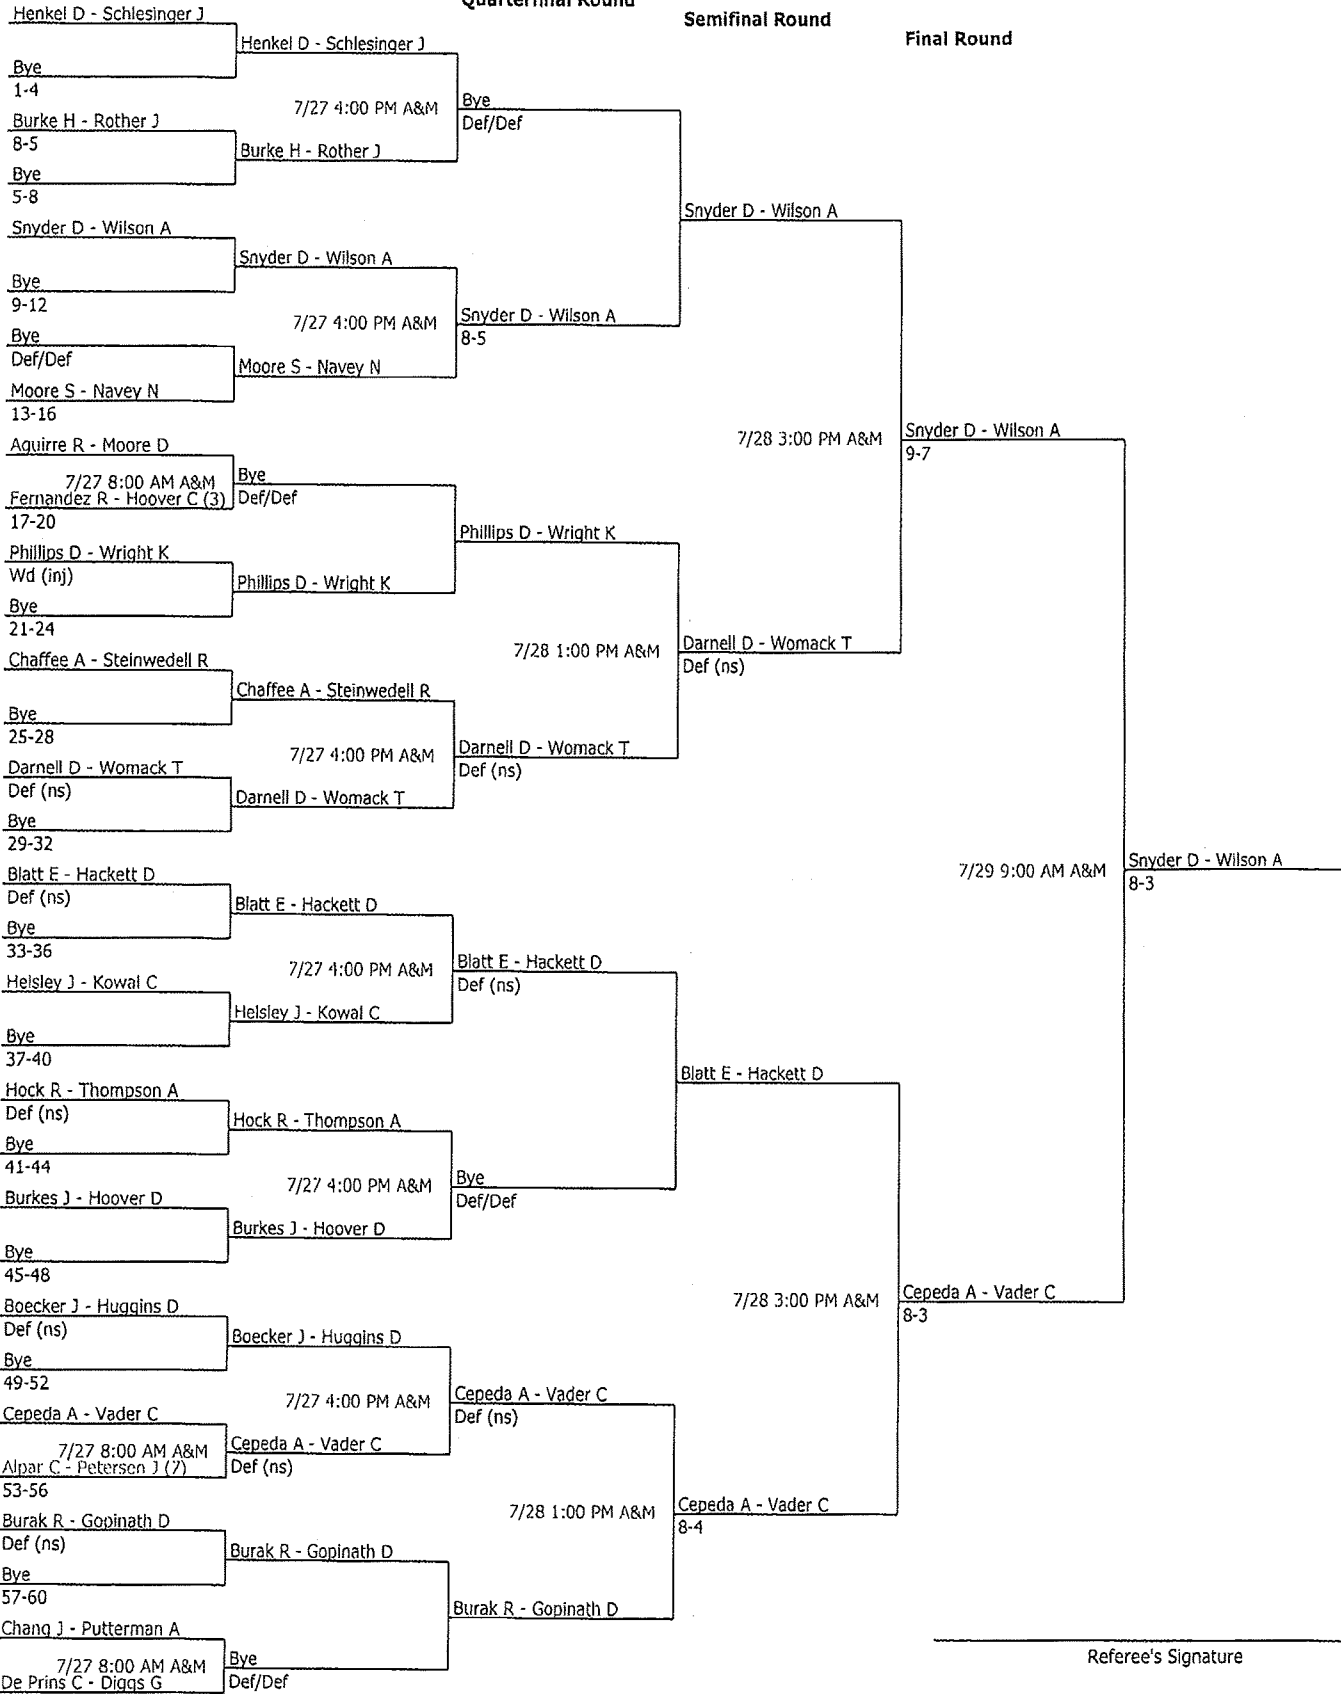 Quarterfinal Round
Semifinal Round
Final Round
Henkel D - Schlesinger J
Henkel D - Schlesinger J
Bye
1-4
7/27 4:00 PM A&M
Bye
Def/Def
Burke H - Rother J
8-5
Burke H - Rother J
Bye
5-8
Snyder D - Wilson A
Snyder D - Wilson A
Snyder D - Wilson A
Bye
9-12
7/27 4:00 PM A&M
Snyder D - Wilson A
8-5
Bye
Def/Def
Moore S - Navey N
Moore S - Navey N
13-16
7/28 3:00 PM A&M
Snyder D - Wilson A
9-7
Aguirre R - Moore D
7/27 8:00 AM A&M
Bye
Def/Def
Fernandez R - Hoover C (3)
17-20
Phillips D - Wright K
Phillips D - Wright K
Wd (inj)
Phillips D - Wright K
Bye
21-24
7/28 1:00 PM A&M
Darnell D - Womack T
Def (ns)
Chaffee A - Steinwedell R
Chaffee A - Steinwedell R
Bye
25-28
7/27 4:00 PM A&M
Darnell D - Womack T
Def (ns)
Darnell D - Womack T
Def (ns)
Darnell D - Womack T
Bye
29-32
7/29 9:00 AM A&M
Snyder D - Wilson A
8-3
Blatt E - Hackett D
Def (ns)
Blatt E - Hackett D
Bye
33-36
7/27 4:00 PM A&M
Blatt E - Hackett D
Def (ns)
Helsley J - Kowal C
Helsley J - Kowal C
Bye
37-40
Blatt E - Hackett D
Hock R - Thompson A
Def (ns)
Hock R - Thompson A
Bye
41-44
7/27 4:00 PM A&M
Bye
Def/Def
Burkes J - Hoover D
Burkes J - Hoover D
Bye
45-48
7/28 3:00 PM A&M
Cepeda A - Vader C
8-3
Boecker J - Huggins D
Def (ns)
Boecker J - Huggins D
Bye
49-52
7/27 4:00 PM A&M
Cepeda A - Vader C
Def (ns)
Cepeda A - Vader C
7/27 8:00 AM A&M
Cepeda A - Vader C
Def (ns)
Alpar C - Petersen J (7)
53-56
7/28 1:00 PM A&M
Cepeda A - Vader C
8-4
Burak R - Gopinath D
Def (ns)
Burak R - Gopinath D
Bye
57-60
Burak R - Gopinath D
Chang J - Putterman A
7/27 8:00 AM A&M
Bye
Def/Def
De Prins C - Diggs G
Referee's Signature